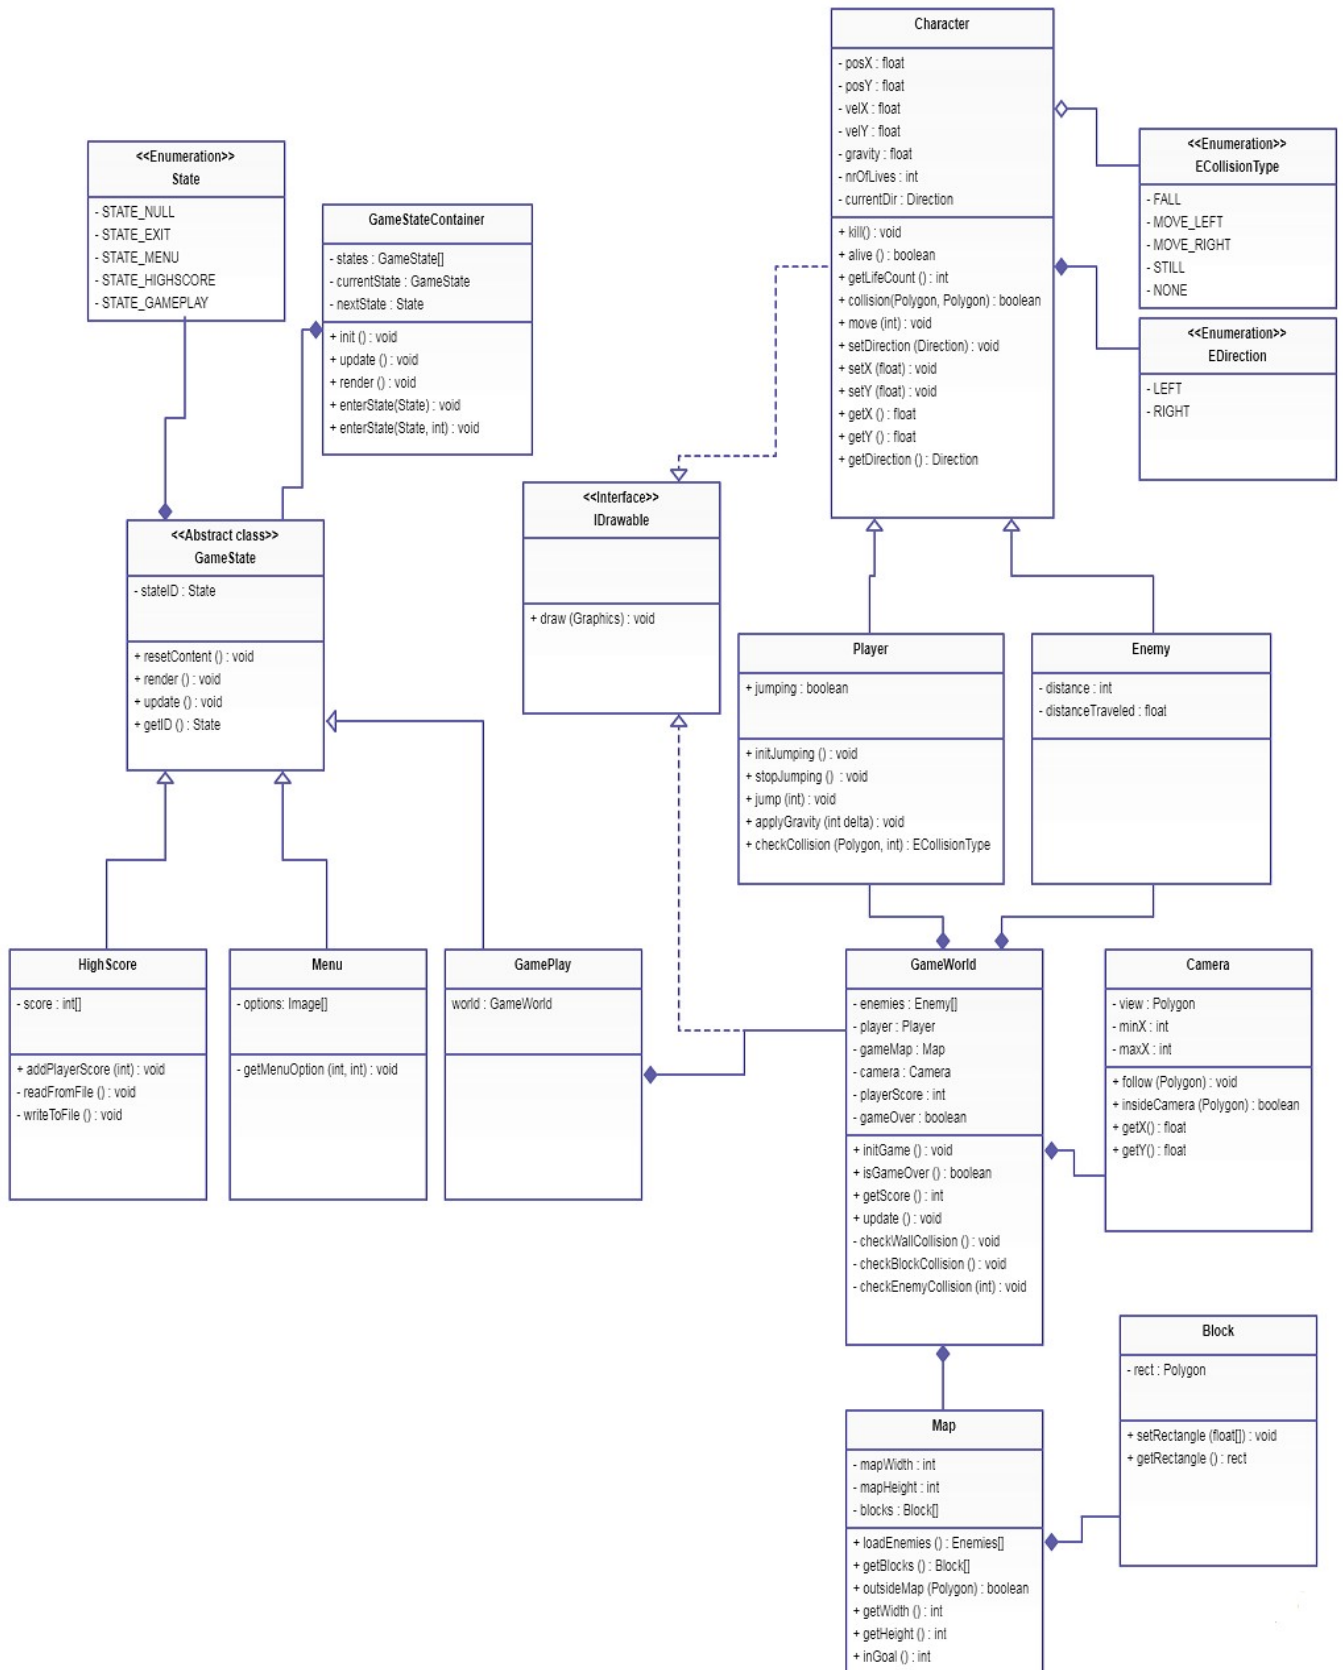 Character
- posX : float
- posY : float
- velX : float
- velY : float
- gravity : float
- nrOfLives : int
- currentDir : Direction
+ kill() : void
+ alive () : boolean
+ getLifeCount () : int
+ collision(Polygon, Polygon) : boolean
+ move (int) : void
+ setDirection (Direction) : void
+ setX (float) : void
+ setY (float) : void
+ getX () : float
+ getY () : float
+ getDirection () : Direction
<<Enumeration>>
ECollisionType
- FALL
- MOVE_LEFT
- MOVE_RIGHT
- STILL
- NONE
<<Enumeration>>
EDirection
- LEFT
- RIGHT
<<Enumeration>>
State
- STATE_NULL
- STATE_EXIT
- STATE_MENU
- STATE_HIGHSCORE
- STATE_GAMEPLAY
GameStateContainer
- states : GameState[]
- currentState : GameState
- nextState : State
+ init () : void
+ update () : void
+ render () : void
+ enterState(State) : void
+ enterState(State, int) : void
<<Abstract class>>
GameState
- stateID : State
+ resetContent () : void
+ render () : void
+ update () : void
+ getID () : State
<<Interface>>
IDrawable
+ draw (Graphics) : void
Player
+ jumping : boolean
+ initJumping () : void
+ stopJumping () : void
+ jump (int) : void
+ applyGravity (int delta) : void
+ checkCollision (Polygon, int) : ECollisionType
Enemy
- distance : int
- distanceTraveled : float
HighScore
- score : int[]
+ addPlayerScore (int) : void
- readFromFile () : void
- writeToFile () : void
Menu
- options: Image[]
- getMenuOption (int, int) : void
GamePlay
world : GameWorld
GameWorld
- enemies : Enemy[]
- player : Player
- gameMap : Map
- camera : Camera
- playerScore : int
- gameOver : boolean
+ initGame () : void
+ isGameOver () : boolean
+ getScore () : int
+ update () : void
- checkWallCollision () : void
- checkBlockCollision () : void
- checkEnemyCollision (int) : void
Camera
- view : Polygon
- minX : int
- maxX : int
+ follow (Polygon) : void
+ insideCamera (Polygon) : boolean
+ getX() : float
+ getY() : float
Block
- rect : Polygon
+ setRectangle (float[]) : void
+ getRectangle () : rect
Map
- mapWidth : int
- mapHeight : int
- blocks : Block[]
+ loadEnemies () : Enemies[]
+ getBlocks () : Block[]
+ outsideMap (Polygon) : boolean
+ getWidth () : int
+ getHeight () : int
+ inGoal () : int